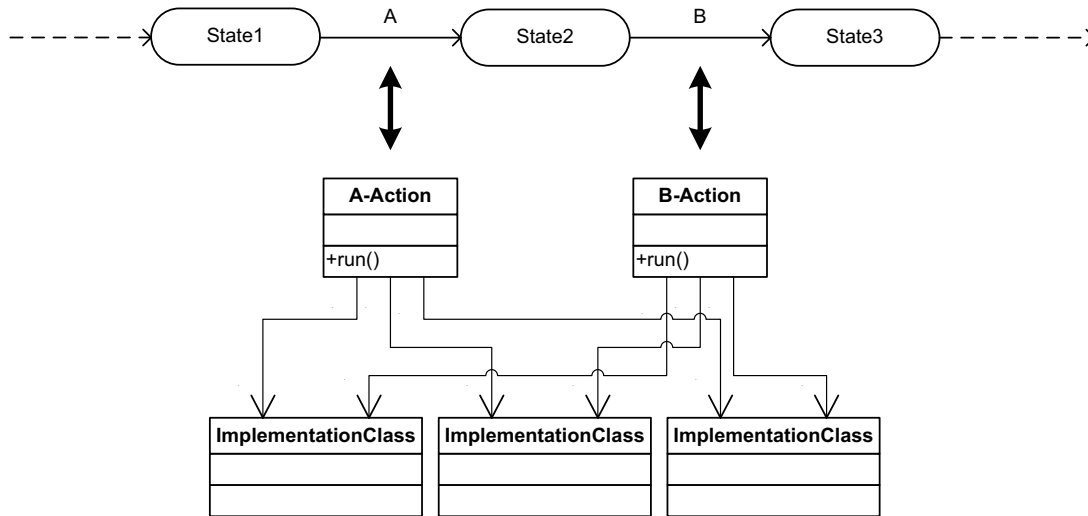 A
B
State1
State2
State3
A-Action
B-Action
+run()
+run()
ImplementationClass
ImplementationClass
ImplementationClass